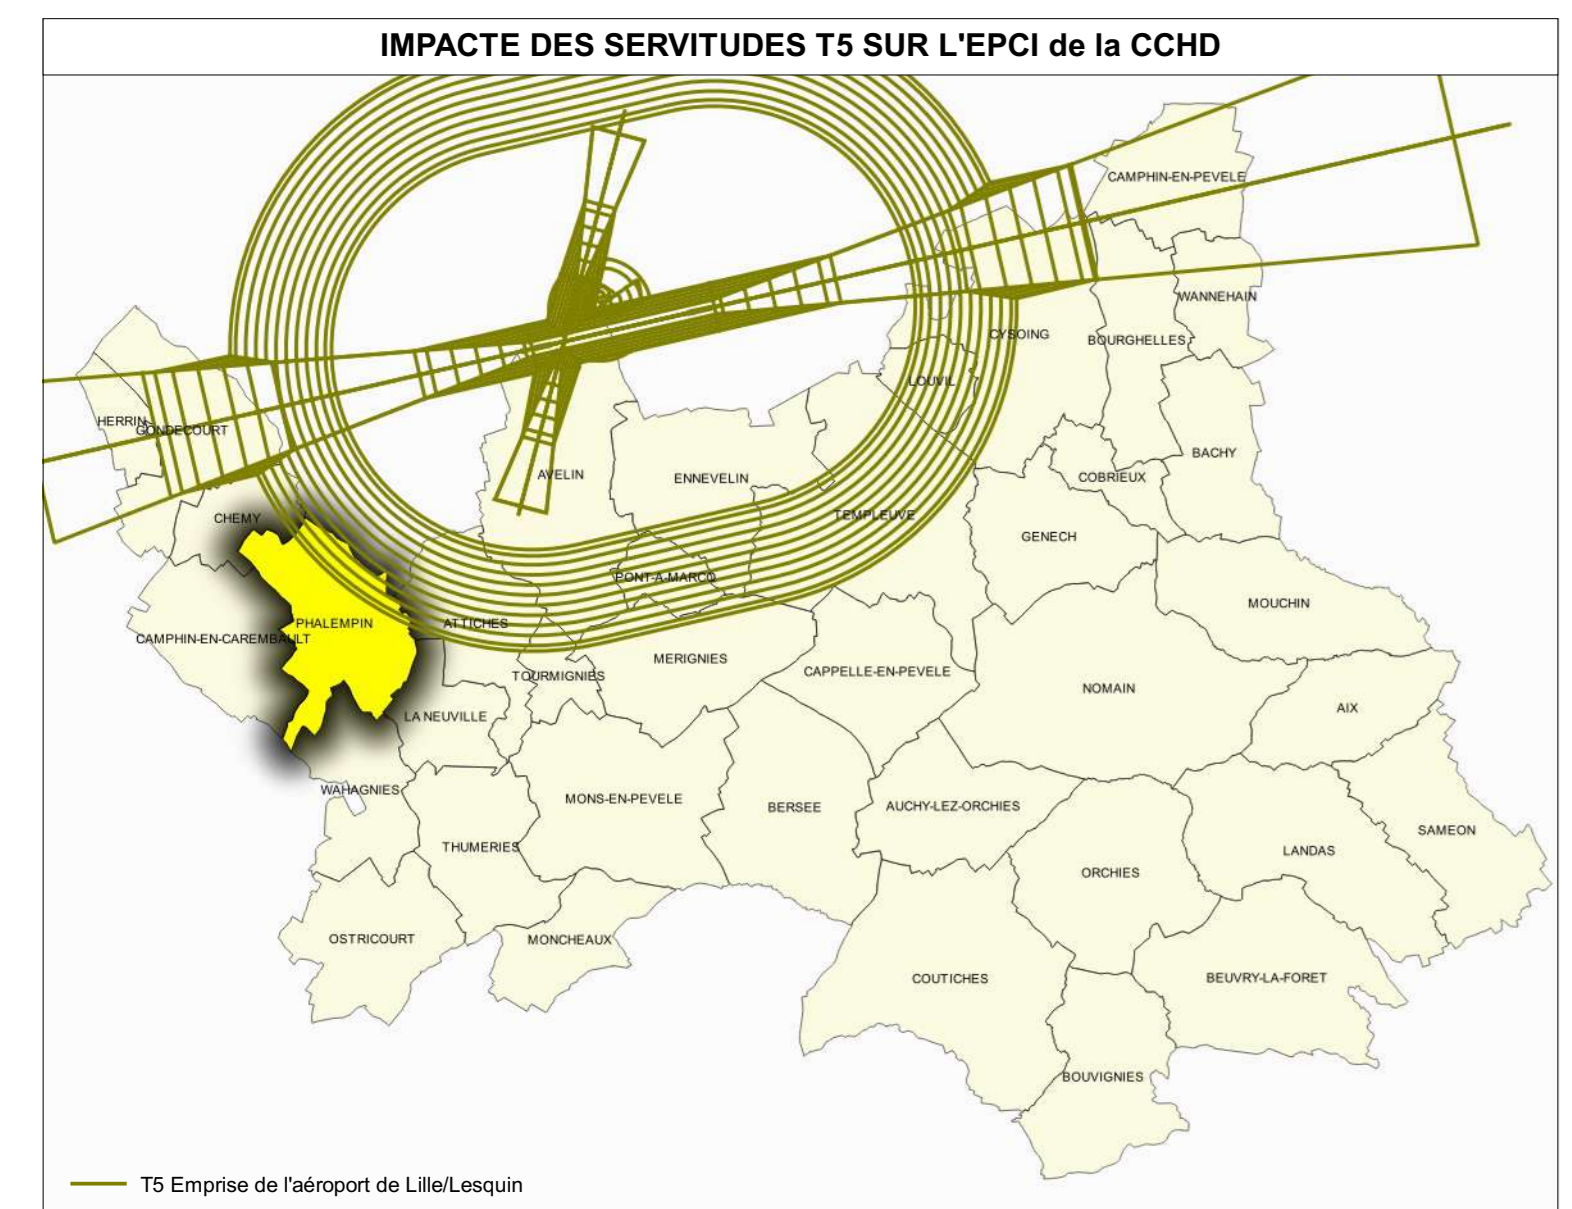 IMPACTE DES SERVITUDES T5 SUR L'EPCI de la CCHD
CAMPHIN-EN-PEVELE
WANNEHAIN
CYSOING
BOURGHELLES
LOUVIL
HERRIN
GONDECOURT
BACHY
AVELIN
ENNEVELIN
COBRIEUX
CHEMY
TEMPLEUVE
GENECH
PONT-A-MARCQ
MOUCHIN
PHALEMPIN
ATTICHES
CAMPHIN-EN-CAREMBAULT
MERIGNIES
TOURMIGNIES
CAPPELLE-EN-PEVELE
NOMAIN
AIX
LA NEUVILLE
WAHAGNIES
MONS-EN-PEVELE
BERSEE
AUCHY-LEZ-ORCHIES
SAMEON
THUMERIES
LANDAS
ORCHIES
OSTRICOURT
MONCHEAUX
COUTICHES
BEUVRY-LA-FORET
BOUVIGNIES
T5 Emprise de l'aéroport de Lille/Lesquin